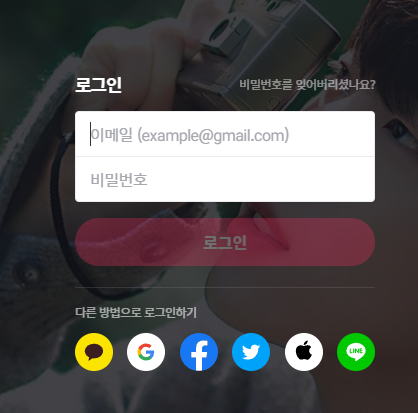 로그인
비밀번호를 잊어버리셨나요?
이메일 (example@gmail.com)
비밀번호
로그인
다른 방법으로 로그인하기
LINE